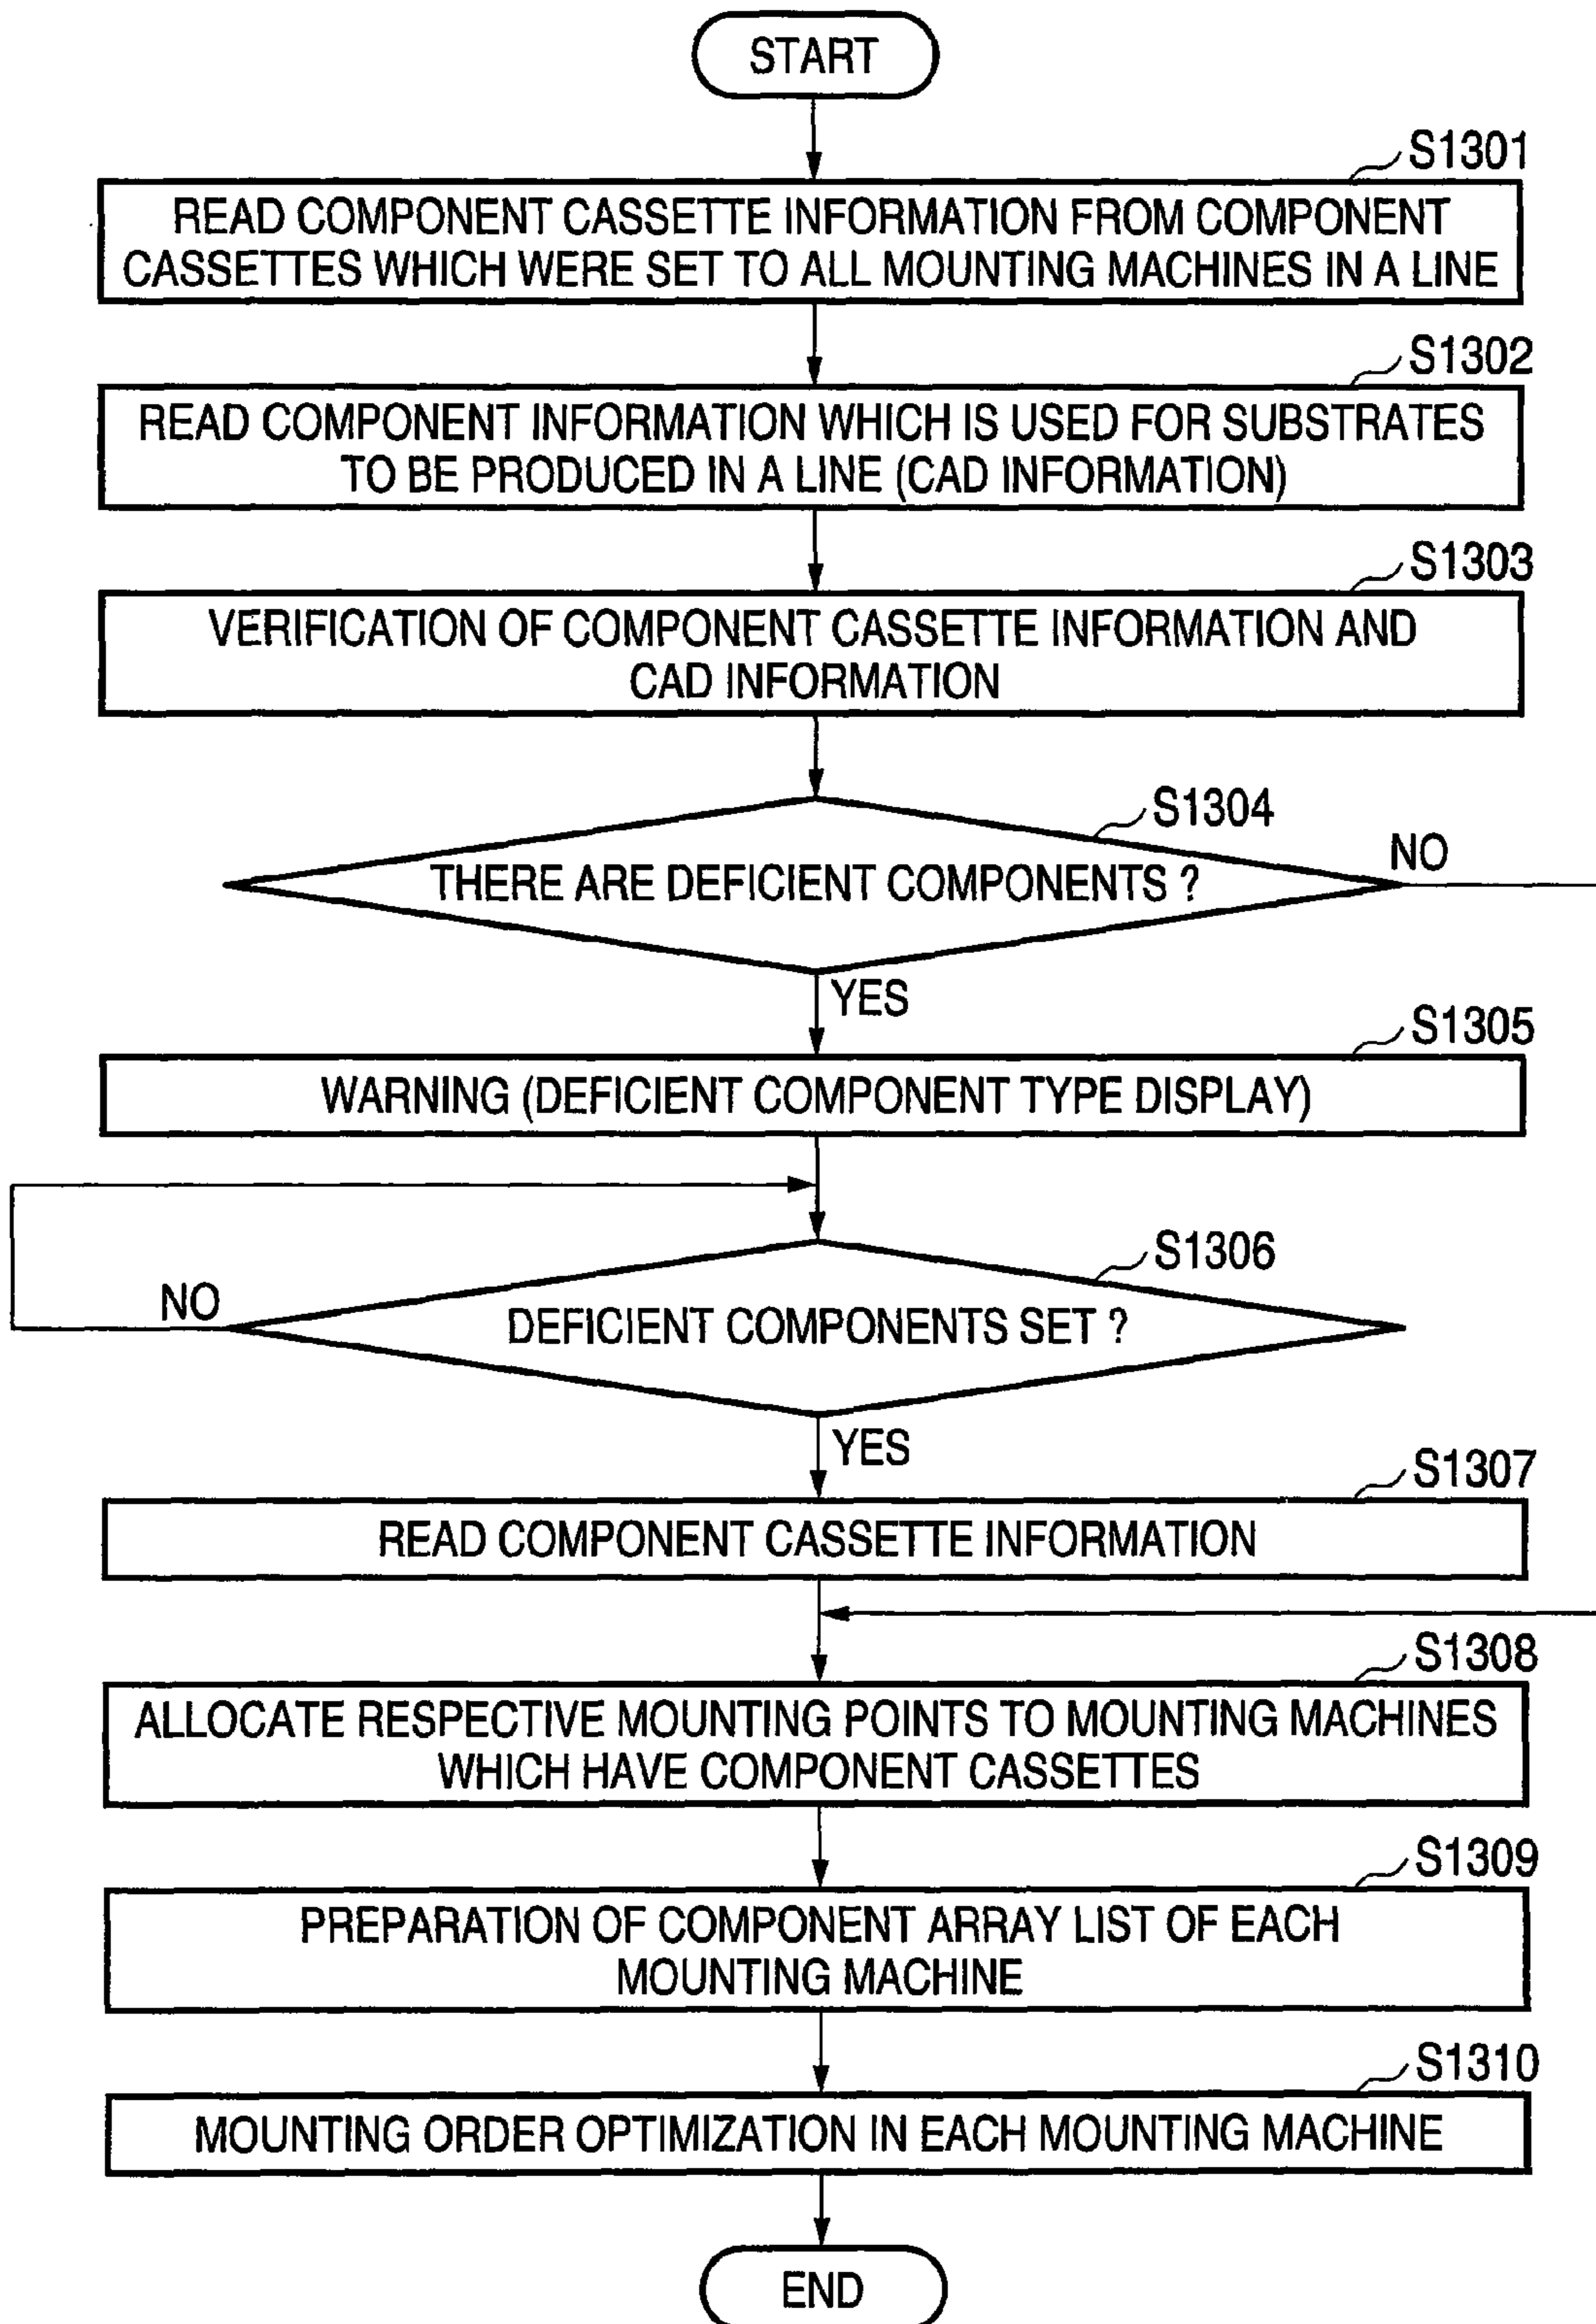 START
S1301
READ COMPONENT CASSETTE INFORMATION FROM COMPONENT
CASSETTES WHICH WERE SET TO ALL MOUNTING MACHINES IN A LINE
S1302
READ COMPONENT INFORMATION WHICH IS USED FOR SUBSTRATES
TO BE PRODUCED IN A LINE (CAD INFORMATION)
S1303
VERIFICATION OF COMPONENT CASSETTE INFORMATION AND
CAD INFORMATION
S1304
NO
THERE ARE DEFICIENT COMPONENTS ?
YES
S1305
WARNING (DEFICIENT COMPONENT TYPE DISPLAY)
S1306
NO
DEFICIENT COMPONENTS SET ?
YES
S1307
READ COMPONENT CASSETTE INFORMATION
S1308
ALLOCATE RESPECTIVE MOUNTING POINTS TO MOUNTING MACHINES
WHICH HAVE COMPONENT CASSETTES
S1309
PREPARATION OF COMPONENT ARRAY LIST OF EACH
MOUNTING MACHINE
S1310
MOUNTING ORDER OPTIMIZATION IN EACH MOUNTING MACHINE
END